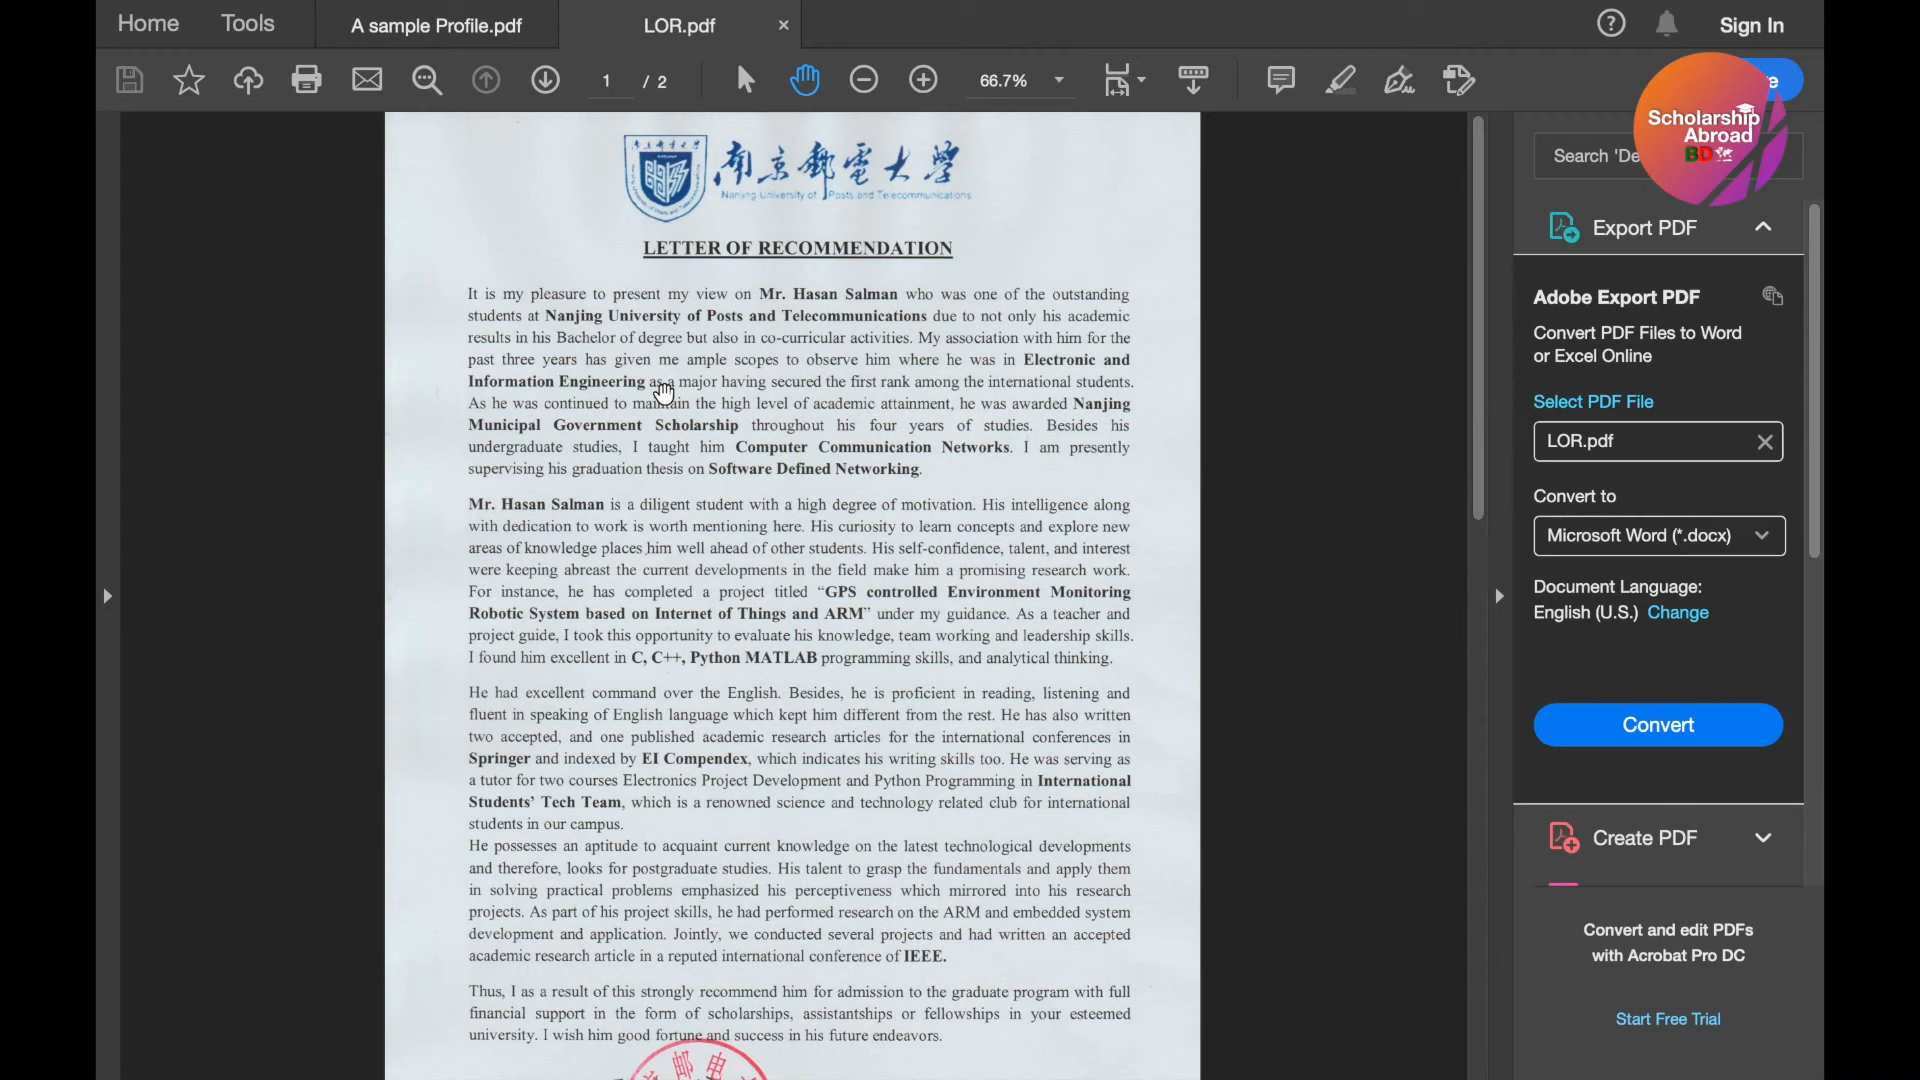 Home Tools A sample Profile.pdf LOR.pdf
Sign In
1 / 2 66.7%
Scholarship
Abroad
BD
Search 'De
南京郵電大學
Nanjing University of Posts and Telecommunications
LETTER OF RECOMMENDATION
It is my pleasure to present my view on Mr. Hasan Salman who was one of the outstanding
students at Nanjing University of Posts and Telecommunications due to not only his academic
results in his Bachelor of degree but also in co-curricular activities. My association with him for the
past three years has given me ample scopes to observe him where he was in Electronic and
Information Engineering as a major having secured the first rank among the international students.
As he was continued to maintain the high level of academic attainment, he was awarded Nanjing
Municipal Government Scholarship throughout his four years of studies. Besides his
undergraduate studies, I taught him Computer Communication Networks. I am presently
supervising his graduation thesis on Software Defined Networking.
Mr. Hasan Salman is a diligent student with a high degree of motivation. His intelligence along
with dedication to work is worth mentioning here. His curiosity to learn concepts and explore new
areas of knowledge places him well ahead of other students. His self-confidence, talent, and interest
were keeping abreast the current developments in the field make him a promising research work.
For instance, he has completed a project titled “GPS controlled Environment Monitoring
Robotic System based on Internet of Things and ARM” under my guidance. As a teacher and
project guide, I took this opportunity to evaluate his knowledge, team working and leadership skills.
I found him excellent in C, C++, Python MATLAB programming skills, and analytical thinking.
He had excellent command over the English. Besides, he is proficient in reading, listening and
fluent in speaking of English language which kept him different from the rest. He has also written
two accepted, and one published academic research articles for the international conferences in
Springer and indexed by EI Compendex, which indicates his writing skills too. He was serving as
a tutor for two courses Electronics Project Development and Python Programming in International
Students’ Tech Team, which is a renowned science and technology related club for international
students in our campus.
He possesses an aptitude to acquaint current knowledge on the latest technological developments
and therefore, looks for postgraduate studies. His talent to grasp the fundamentals and apply them
in solving practical problems emphasized his perceptiveness which mirrored into his research
projects. As part of his project skills, he had performed research on the ARM and embedded system
development and application. Jointly, we conducted several projects and had written an accepted
academic research article in a reputed international conference of IEEE.
Thus, I as a result of this strongly recommend him for admission to the graduate program with full
financial support in the form of scholarships, assistantships or fellowships in your esteemed
university. I wish him good fortune and success in his future endeavors.
邮电
Export PDF
Adobe Export PDF
Convert PDF Files to Word
or Excel Online
Select PDF File
LOR.pdf
Convert to
Microsoft Word (*.docx)
Document Language:
English (U.S.) Change
Convert
Create PDF
Convert and edit PDFs
with Acrobat Pro DC
Start Free Trial